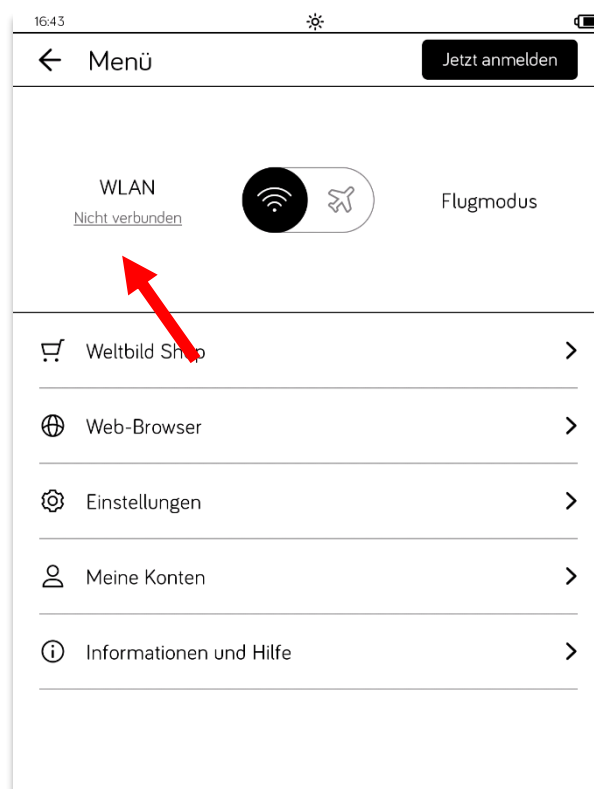 16:43
Menü
Jetzt anmelden
WLAN
Nicht verbunden
Flugmodus
Weltbild Shop
Web-Browser
Einstellungen
Meine Konten
Informationen und Hilfe